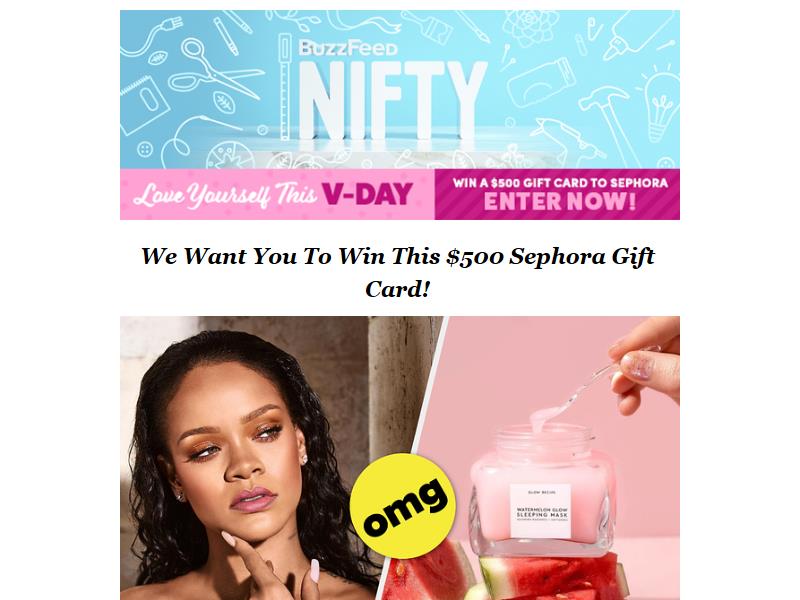 BuzzFeed
NIFTY
Love Yourself This V-DAY
WIN A $500 GIFT CARD TO SEPHORA
ENTER NOW!
We Want You To Win This $500 Sephora Gift
Card!
omg
GLOW RECIPE
WATERMELON GLOW
SLEEPING MASK